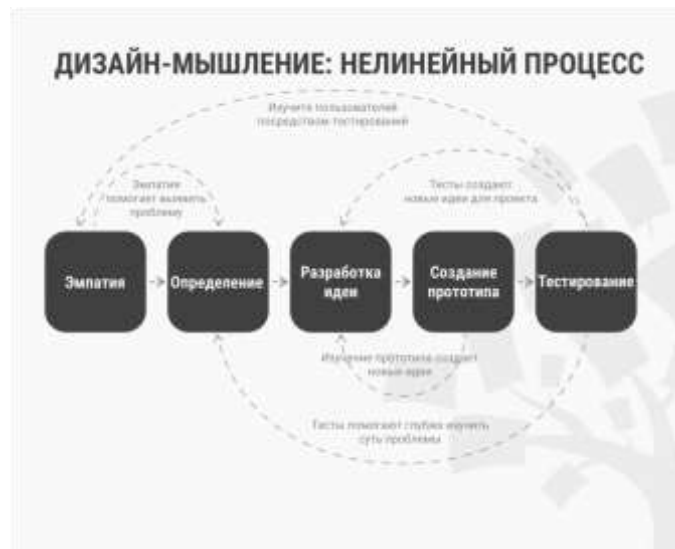 ДИЗАЙН-МЫШЛЕНИЕ: НЕЛИНЕЙНЫЙ ПРОЦЕСС
Изучите пользователей
посредством тестирований
Эмпатия
помогает выявить
проблему
Тесты создают
новые идеи для проекта
Эмпатия
Определение
Разработка
идеи
Создание
прототипа
Тестирование
Изучение прототипа создает
новые идеи
Тесты помогают глубже изучить
суть проблемы